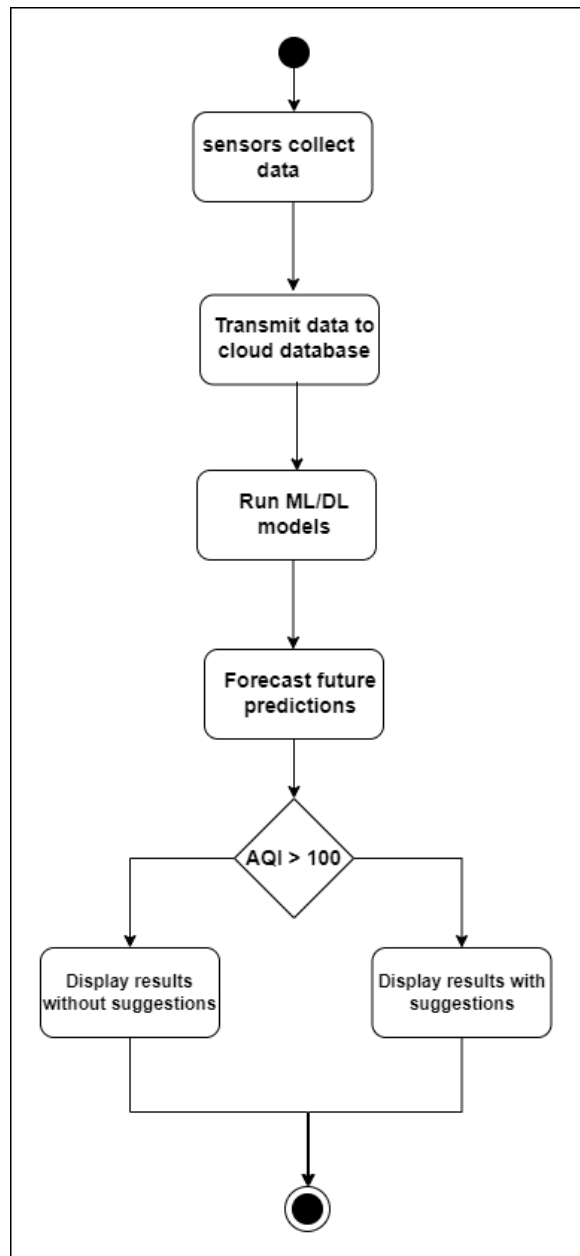 sensors collect
data
Transmit data to
cloud database
Run ML/DL
models
Forecast future
predictions
AQI > 100
Display results
without suggestions
Display results with
suggestions